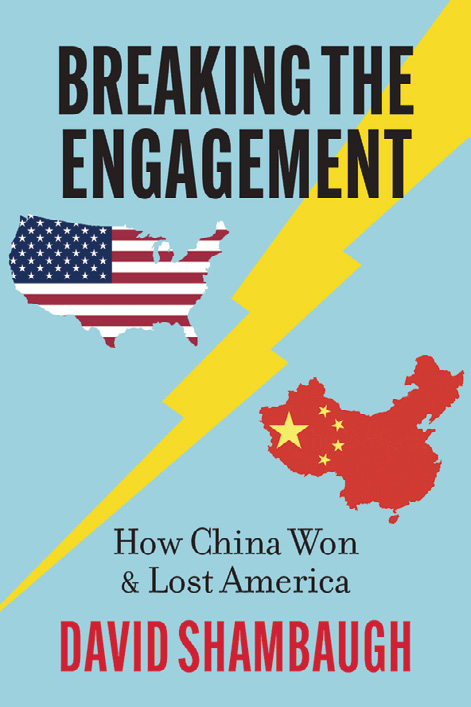 BREAKING THE
ENGAGEMENT
How China Won
& Lost America
DAVID SHAMBAUGH